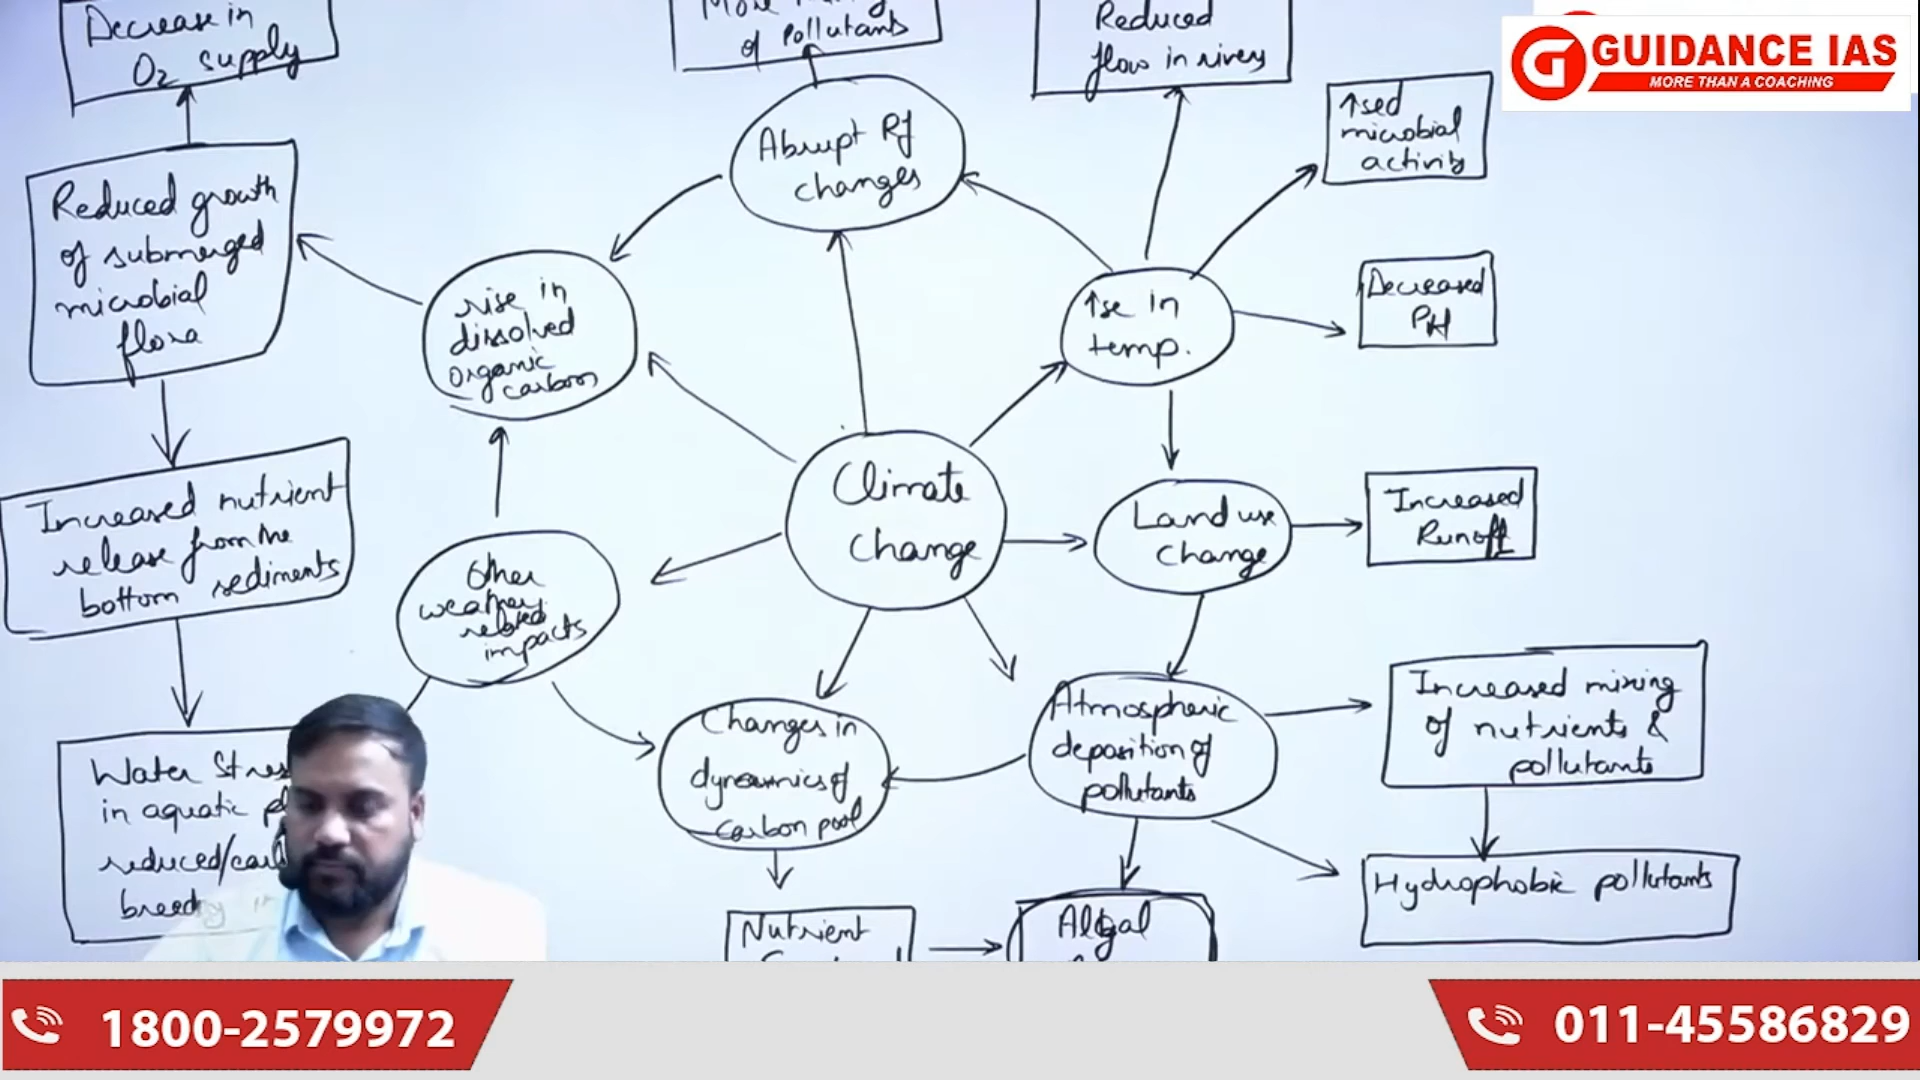 Decrease in
O2 supply
More
of pollutants
Reduced
flow in rivers
GUIDANCE IAS
MORE THAN A COACHING
↑sed
microbial
activity
Abrupt Rf
changes
Reduced growth
of submerged
microbial
flora
rise in
dissolved
organic
carbon
↑se in
temp.
Decreased
PH
Climate
Change
Land use
Change
Increased
Runoff
Increased nutrient
release from the
bottom sediments
Other
weather
related
impacts
Changes in
dynamics of
carbon pool
Atmospheric
deposition of
pollutants
Increased mixing
of nutrients &
pollutants
Water
in aquatic
reduced/
Hydrophobic pollutants
Nutrient
Algal
1800-2579972
011-45586829